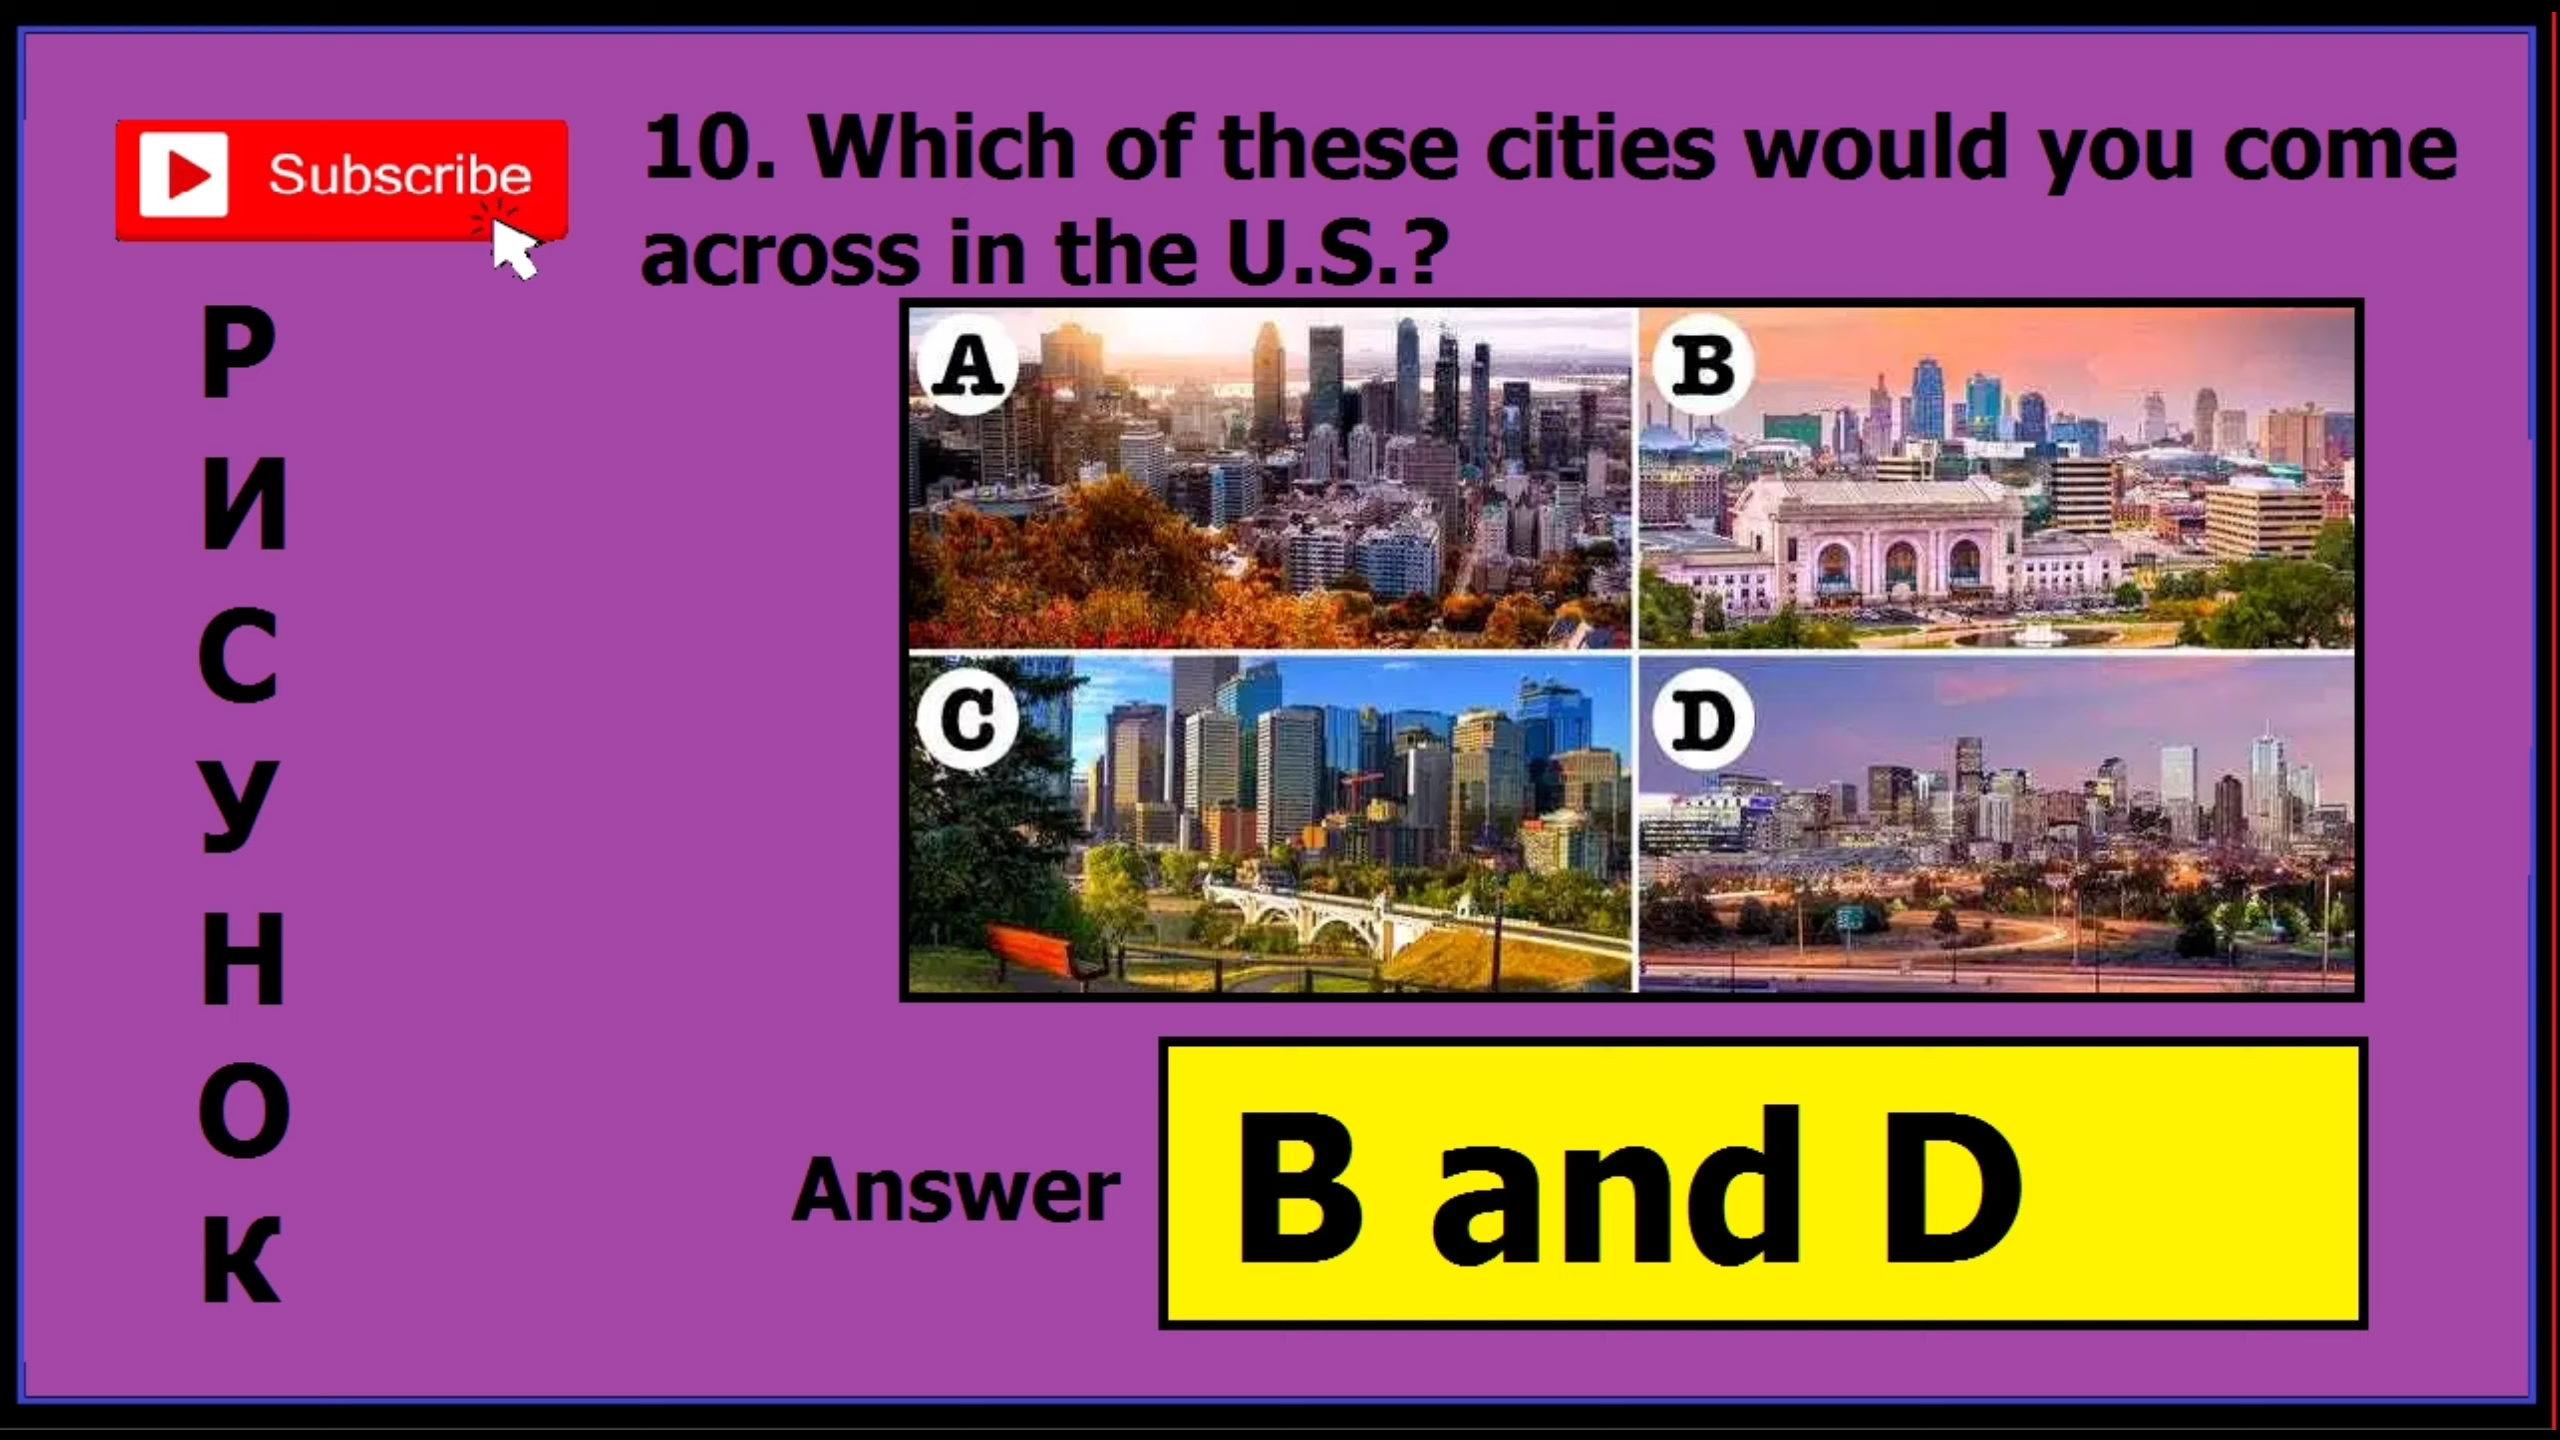 Subscribe
10. Which of these cities would you come
across in the U.S.?
Р
И
С
У
Н
О
К
A
B
C
D
Answer
B and D